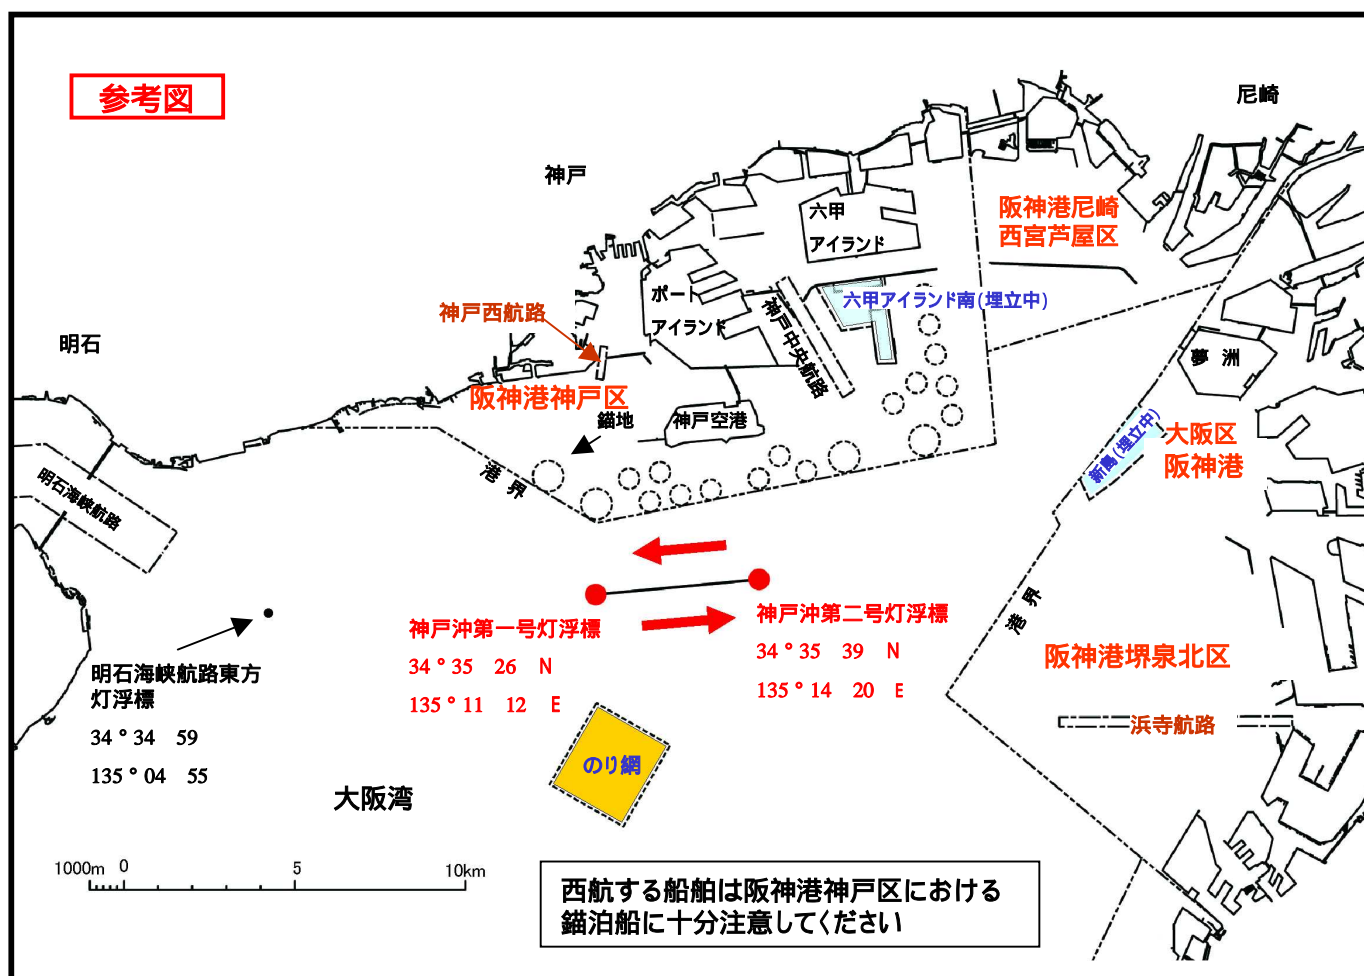 参考図
尼崎
神戸
六甲
アイランド
阪神港尼崎
西宮芦屋区
ポート
アイランド
六甲アイランド南(埋立中)
神戸中央航路
神戸西航路
明石
夢洲
阪神港神戸区
錨地
神戸空港
新島(埋立中)
大阪区
阪神港
港界
明石海峡航路
港界
神戸沖第一号灯浮標
34°35 26 N
135°11 12 E
神戸沖第二号灯浮標
34°35 39 N
135°14 20 E
阪神港堺泉北区
明石海峡航路東方
灯浮標
34°34 59
135°04 55
浜寺航路
のり網
大阪湾
1000m 0 5 10km
西航する船舶は阪神港神戸区における
錨泊船に十分注意してください